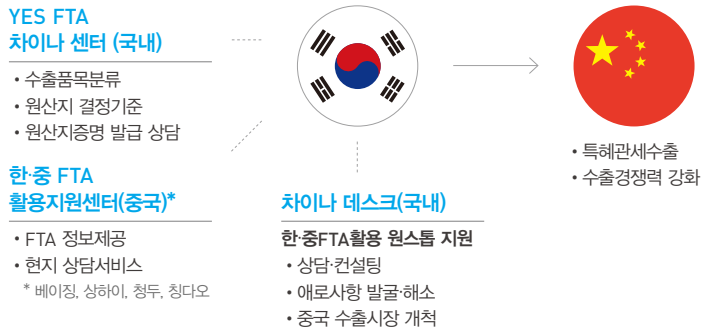 YES FTA
차이나 센터 (국내)
• 수출품목분류
• 원산지 결정기준
• 원산지증명 발급 상담
한·중 FTA
활용지원센터(중국)*
• FTA 정보제공
• 현지 상담서비스
* 베이징, 상하이, 청두, 칭다오
차이나 데스크(국내)
한·중FTA활용 원스톱 지원
• 상담·컨설팅
• 애로사항 발굴·해소
• 중국 수출시장 개척
• 특혜관세수출
• 수출경쟁력 강화